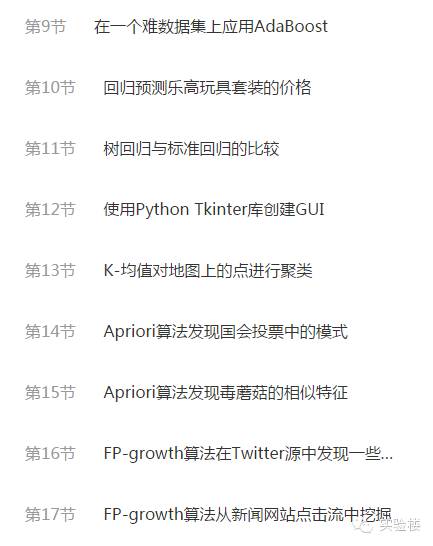 第9节 在一个难数据集上应用AdaBoost
第10节 回归预测乐高玩具套装的价格
第11节 树回归与标准回归的比较
第12节 使用Python Tkinter库创建GUI
第13节 K-均值对地图上的点进行聚类
第14节 Apriori算法发现国会投票中的模式
第15节 Apriori算法发现毒蘑菇的相似特征
第16节 FP-growth算法在Twitter源中发现一些...
第17节 FP-growth算法从新闻网站点击流中挖掘
实验楼